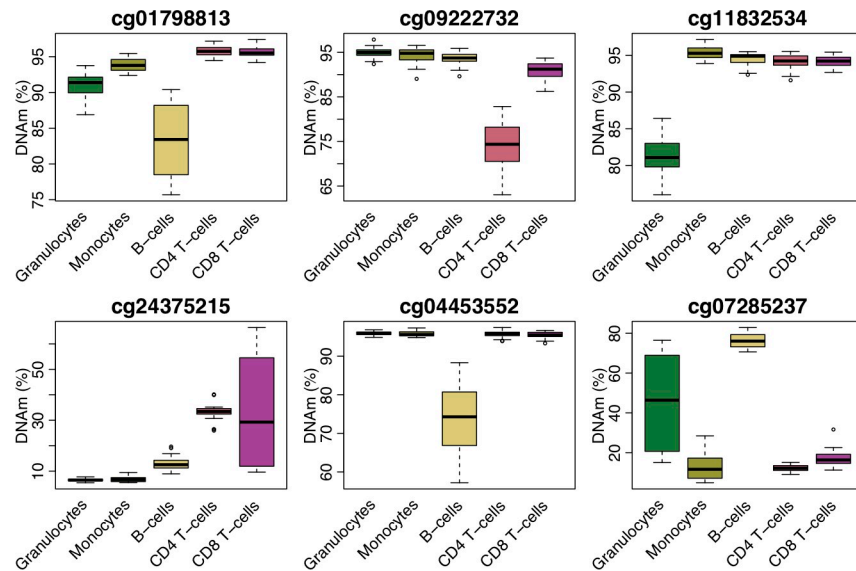 cg01798813
DNAm (%)
95
90
85
80
75
Granulocytes
Monocytes
B−cells
CD4 T−cells
CD8 T−cells
cg09222732
DNAm (%)
95
85
75
65
Granulocytes
Monocytes
B−cells
CD4 T−cells
CD8 T−cells
cg11832534
DNAm (%)
95
90
85
80
Granulocytes
Monocytes
B−cells
CD4 T−cells
CD8 T−cells
cg24375215
DNAm (%)
50
30
10
Granulocytes
Monocytes
B−cells
CD4 T−cells
CD8 T−cells
cg04453552
DNAm (%)
90
80
70
60
Granulocytes
Monocytes
B−cells
CD4 T−cells
CD8 T−cells
cg07285237
DNAm (%)
80
60
40
20
Granulocytes
Monocytes
B−cells
CD4 T−cells
CD8 T−cells